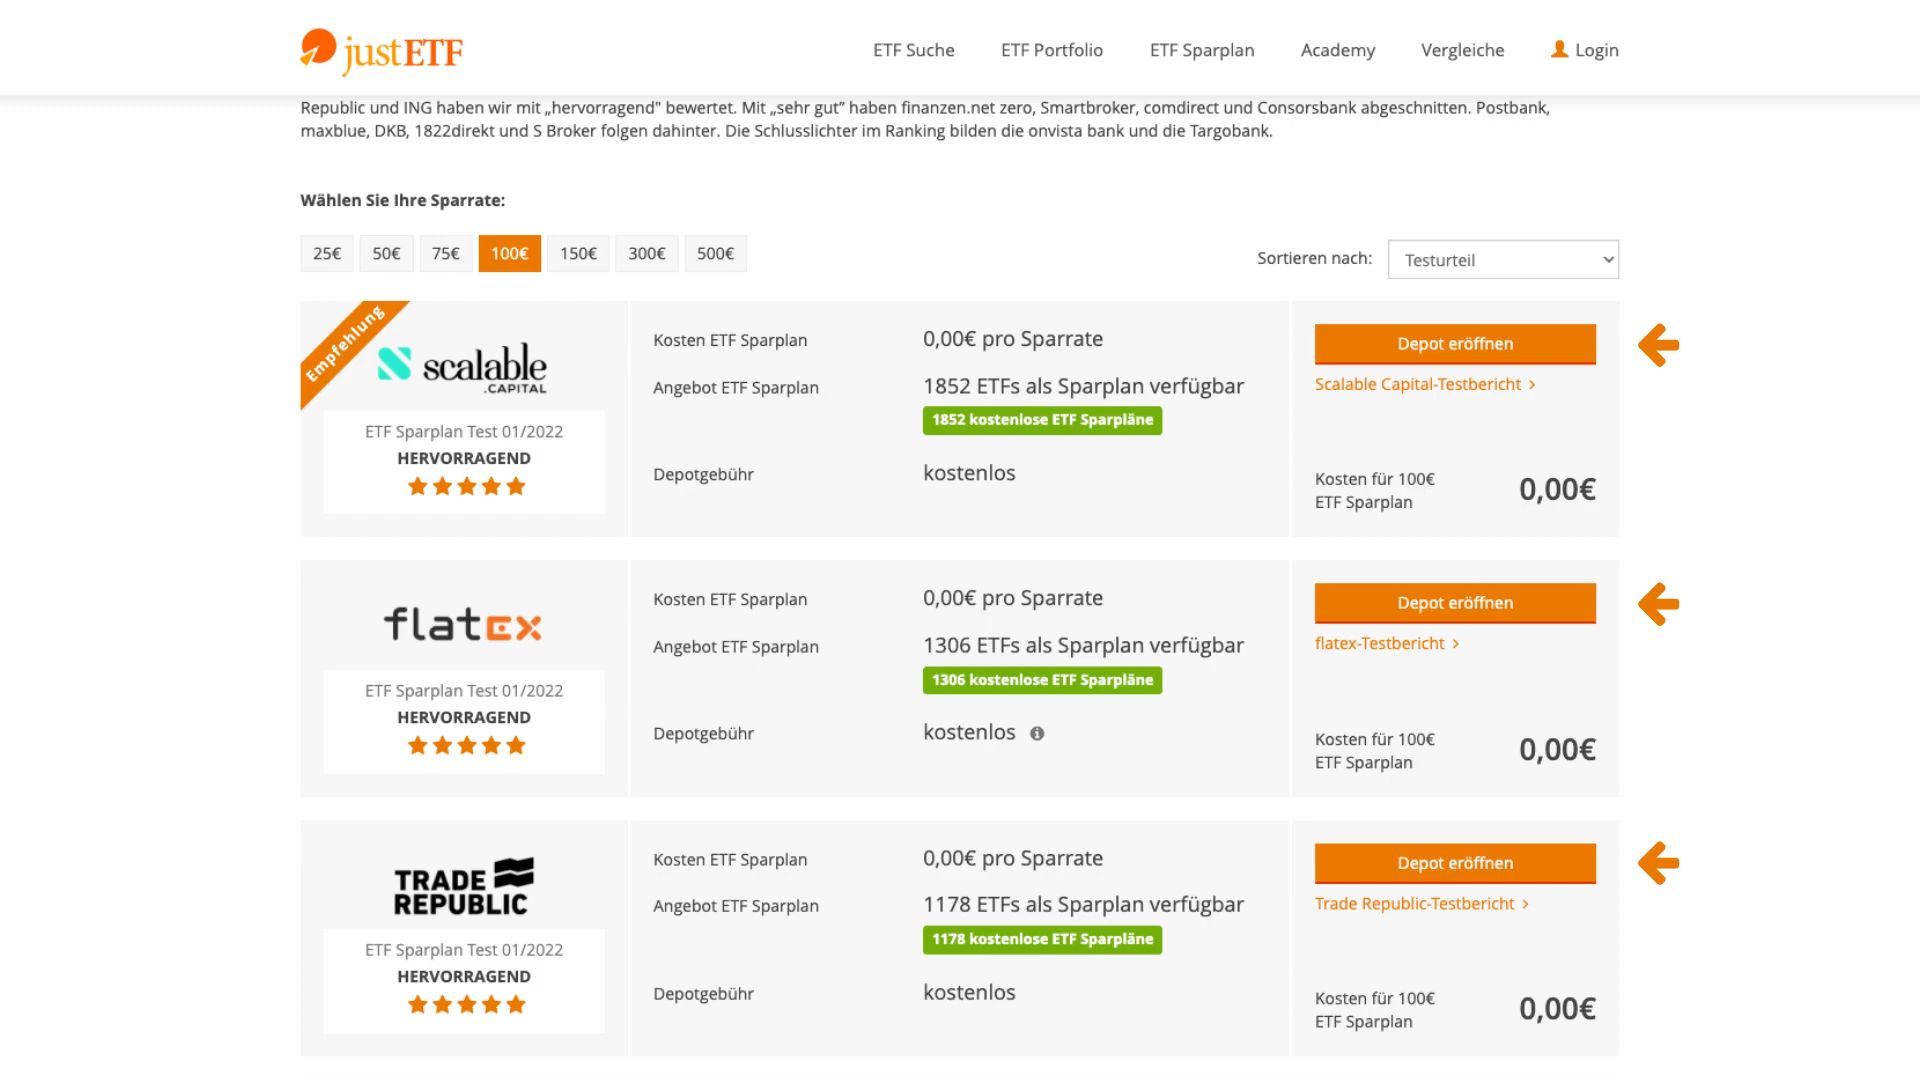 justETF
ETF Suche
ETF Portfolio
ETF Sparplan
Academy
Vergleiche
Login
Republic und ING haben wir mit „hervorragend" bewertet. Mit „sehr gut” haben finanzen.net zero, Smartbroker, comdirect und Consorsbank abgeschnitten. Postbank,
maxblue, DKB, 1822direkt und S Broker folgen dahinter. Die Schlusslichter im Ranking bilden die onvista bank und die Targobank.
Wählen Sie Ihre Sparrate:
25€
50€
75€
100€
150€
300€
500€
Sortieren nach:
Testurteil
Empfehlung
scalable
.CAPITAL
ETF Sparplan Test 01/2022
HERVORRAGEND
Kosten ETF Sparplan
0,00€ pro Sparrate
Angebot ETF Sparplan
1852 ETFs als Sparplan verfügbar
1852 kostenlose ETF Sparpläne
Depotgebühr
kostenlos
Depot eröffnen
Scalable Capital-Testbericht >
Kosten für 100€
ETF Sparplan
0,00€
flatex
ETF Sparplan Test 01/2022
HERVORRAGEND
Kosten ETF Sparplan
0,00€ pro Sparrate
Angebot ETF Sparplan
1306 ETFs als Sparplan verfügbar
1306 kostenlose ETF Sparpläne
Depotgebühr
kostenlos
Depot eröffnen
flatex-Testbericht >
Kosten für 100€
ETF Sparplan
0,00€
TRADE
REPUBLIC
ETF Sparplan Test 01/2022
HERVORRAGEND
Kosten ETF Sparplan
0,00€ pro Sparrate
Angebot ETF Sparplan
1178 ETFs als Sparplan verfügbar
1178 kostenlose ETF Sparpläne
Depotgebühr
kostenlos
Depot eröffnen
Trade Republic-Testbericht >
Kosten für 100€
ETF Sparplan
0,00€